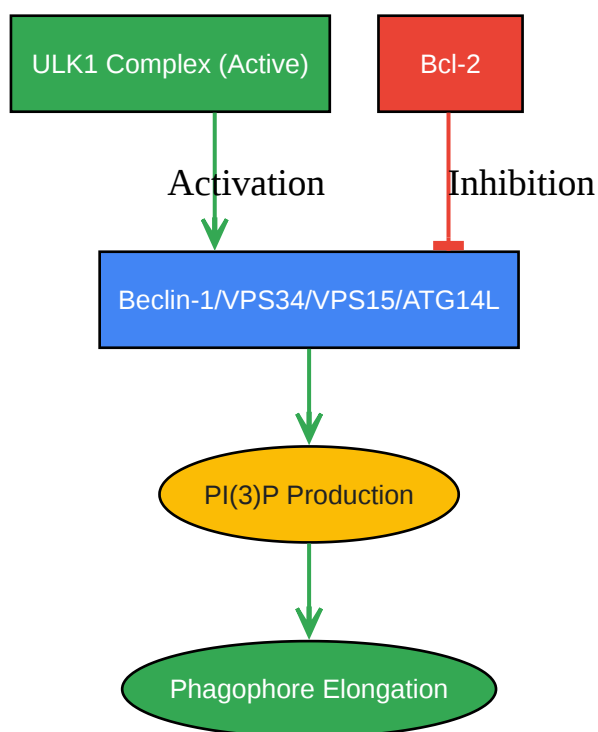 ULK1 Complex (Active)
Bcl-2
Activation
Inhibition
Beclin-1/VPS34/VPS15/ATG14L
PI(3)P Production
Phagophore Elongation